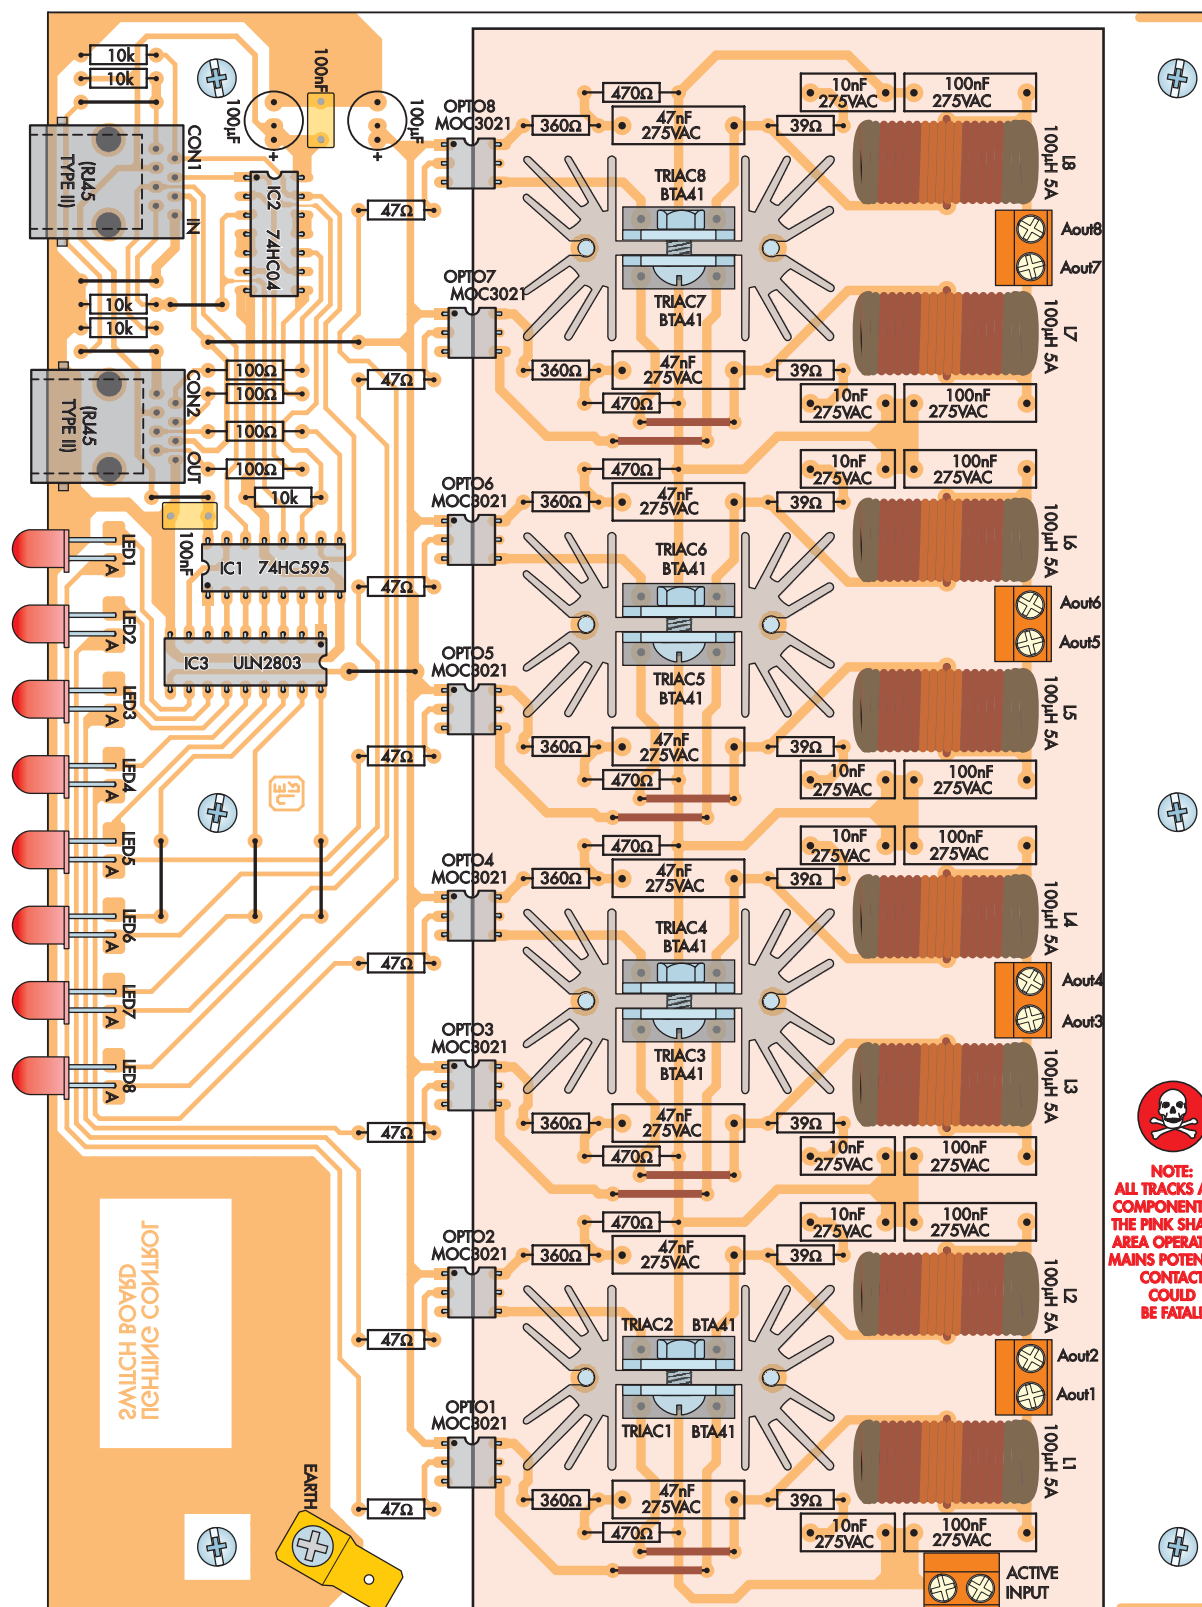 10k
10k
100nF
100µF
100µF
+
+
CON1
(RJ45
TYPE II)
IN
IC2
74HC04
10k
10k
CON2
(RJ45
TYPE II)
OUT
100Ω
100Ω
100Ω
100Ω
10k
100nF
IC1 74HC595
IC3 ULN2803
LED1
A
LED2
A
LED3
A
LED4
A
LED5
A
LED6
A
LED7
A
LED8
A
47Ω
47Ω
47Ω
47Ω
47Ω
47Ω
47Ω
47Ω
LIGHTING CONTROL
SWITCH BOARD
EARTH
OPTO8
MOC3021
470Ω
360Ω
47nF
275VAC
39Ω
10nF
275VAC
100nF
275VAC
TRIAC8
BTA41
L8
100µH 5A
Aout8
Aout7
OPTO7
MOC3021
TRIAC7
BTA41
L7
100µH 5A
360Ω
47nF
275VAC
39Ω
470Ω
10nF
275VAC
100nF
275VAC
OPTO6
MOC3021
470Ω
360Ω
47nF
275VAC
39Ω
10nF
275VAC
100nF
275VAC
TRIAC6
BTA41
L6
100µH 5A
Aout6
Aout5
OPTO5
MOC3021
TRIAC5
BTA41
L5
100µH 5A
360Ω
47nF
275VAC
39Ω
470Ω
10nF
275VAC
100nF
275VAC
OPTO4
MOC3021
470Ω
360Ω
47nF
275VAC
39Ω
10nF
275VAC
100nF
275VAC
TRIAC4
BTA41
L4
100µH 5A
Aout4
Aout3
OPTO3
MOC3021
TRIAC3
BTA41
L3
100µH 5A
360Ω
47nF
275VAC
39Ω
470Ω
10nF
275VAC
100nF
275VAC
OPTO2
MOC3021
470Ω
360Ω
47nF
275VAC
39Ω
10nF
275VAC
100nF
275VAC
TRIAC2 BTA41
L2
100µH 5A
Aout2
Aout1
OPTO1
MOC3021
TRIAC1 BTA41
L1
100µH 5A
360Ω
47nF
275VAC
39Ω
470Ω
10nF
275VAC
100nF
275VAC
ACTIVE
INPUT
NOTE:
ALL TRACKS
COMPONENT
THE PINK SHA
AREA OPERAT
MAINS POTEN
CONTACT
COULD
BE FATAL